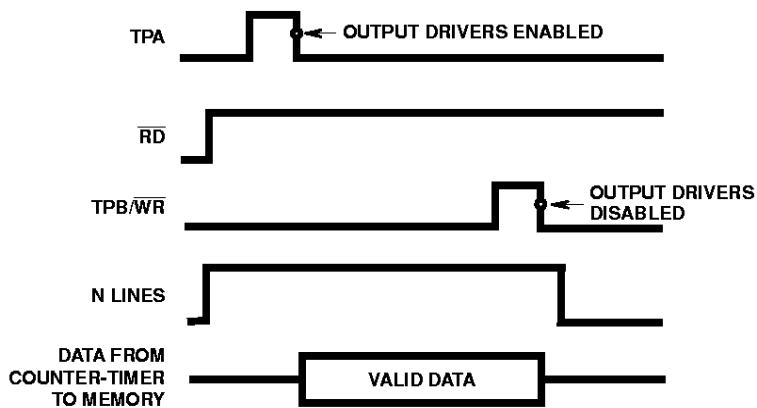 TPA
OUTPUT DRIVERS ENABLED
RD
TPB/WR
OUTPUT DRIVERS
DISABLED
N LINES
DATA FROM
COUNTER-TIMER
TO MEMORY
VALID DATA